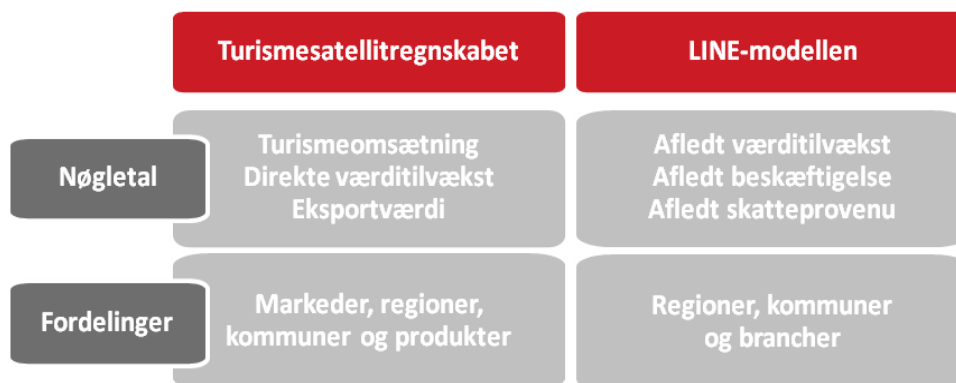 Turismesatellitregnskabet
LINE-modellen
Nøgletal
Turismeomsætning
Direkte værditilvækst
Eksportværdi
Afledt værditilvækst
Afledt beskæftigelse
Afledt skatteprovenu
Fordelinger
Markeder, regioner,
kommuner og produkter
Regioner, kommuner
og brancher